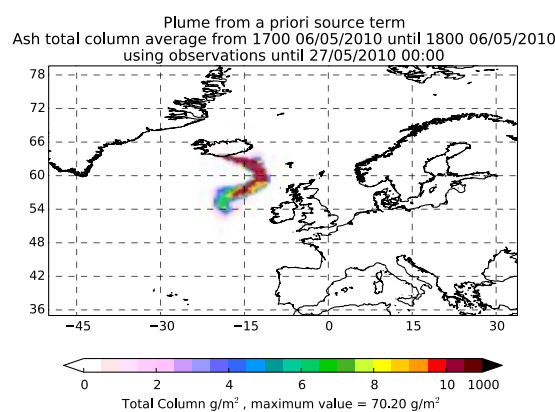 Plume from a priori source term
Ash total column average from 1700 06/05/2010 until 1800 06/05/2010
using observations until 27/05/2010 00:00
78
72
66
60
54
48
42
36
−45 −30 −15 0 15 30
0 2 4 6 8 10 1000
Total Column g/m² , maximum value = 70.20 g/m²